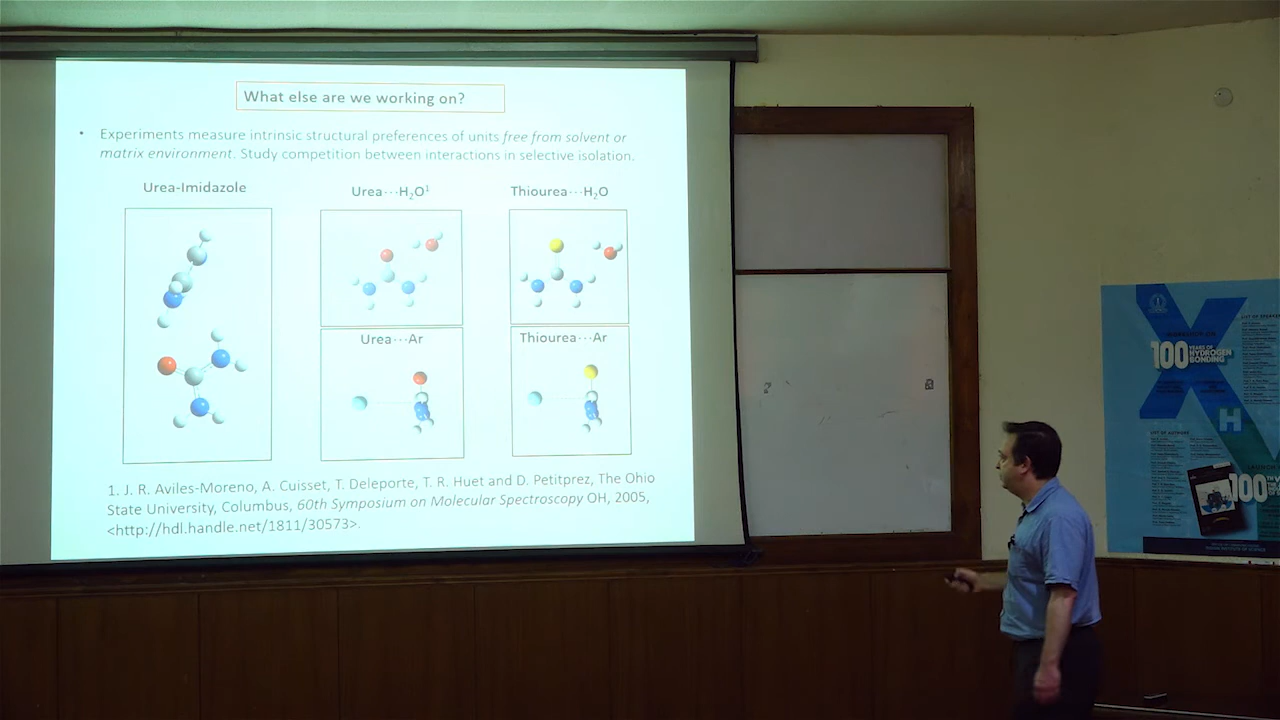 What else are we working on?
• Experiments measure intrinsic structural preferences of units free from solvent or
matrix environment. Study competition between interactions in selective isolation.
Urea-Imidazole
Urea···H₂O¹
Thiourea···H₂O
Urea···Ar
Thiourea···Ar
1. J. R. Aviles-Moreno, A. Cuisset, T. Deleporte, T. R. Huet and D. Petitprez, The Ohio
State University, Columbus, 60th Symposium on Molecular Spectroscopy OH, 2005,
<http://hdl.handle.net/1811/30573>.
100 YEARS OF
HYDROGEN
BONDING
H
LIST OF AUTHORS
100